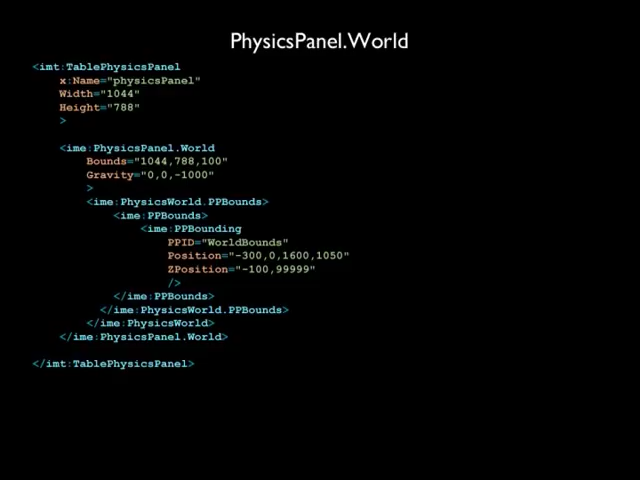 PhysicsPanel.World
<imt:TablePhysicsPanel
x:Name="physicsPanel"
Width="1044"
Height="788"
>
<ime:PhysicsPanel.World
Bounds="1044,788,100"
Gravity="0,0,-1000"
>
<ime:PhysicsWorld.PPBounds>
<ime:PPBounds>
<ime:PPBounding
PPID="WorldBounds"
Position="-300,0,1600,1050"
ZPosition="-100,99999"
/>
</ime:PPBounds>
</ime:PhysicsWorld.PPBounds>
</ime:PhysicsWorld>
</ime:PhysicsPanel.World>
</imt:TablePhysicsPanel>